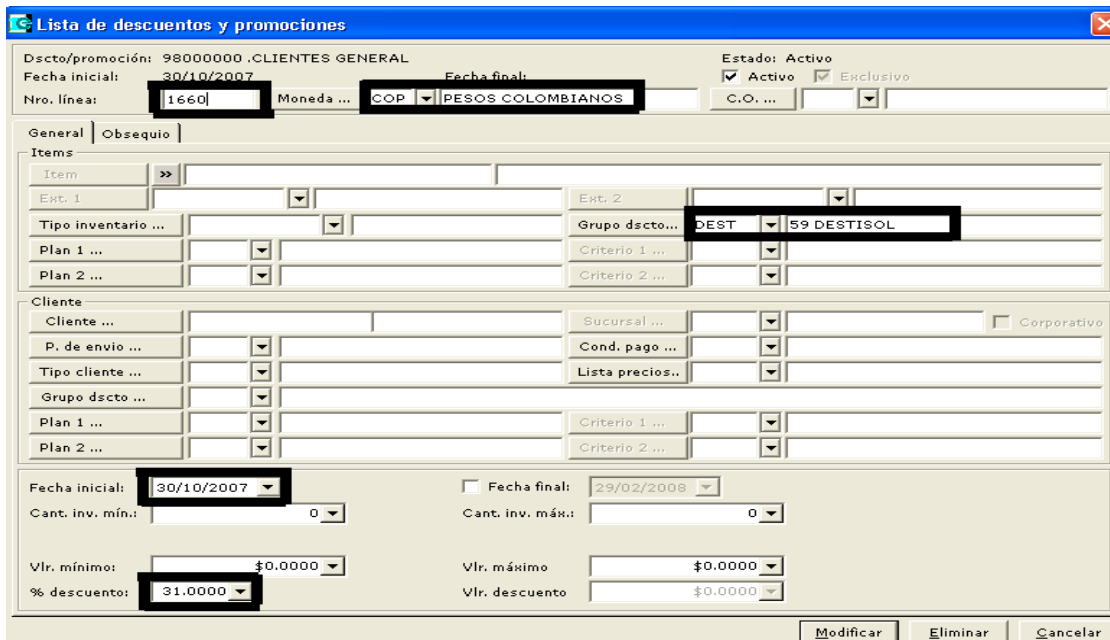 Lista de descuentos y promociones
Dscto/promoción: 98000000 .CLIENTES GENERAL Estado: Activo
Fecha inicial: 30/10/2007 Fecha final: Activo Exclusivo
Nro. línea: 1660 Moneda ... COP PESOS COLOMBIANOS C.O. ...
General Obsequio
Items
Item >>
Ext. 1 Ext. 2
Tipo inventario ... Grupo dscto... DEST 59 DESTISOL
Plan 1 ... Criterio 1 ...
Plan 2 ... Criterio 2 ...
Cliente
Cliente ... Sucursal ... Corporativo
P. de envio ... Cond. pago ...
Tipo cliente ... Lista precios..
Grupo dscto ...
Plan 1 ... Criterio 1 ...
Plan 2 ... Criterio 2 ...
Fecha inicial: 30/10/2007 Fecha final: 29/02/2008
Cant. inv. mín.: 0 Cant. inv. máx.: 0
Vlr. mínimo: $0.0000 Vlr. máximo $0.0000
% descuento: 31.0000 Vlr. descuento $0.0000
Modificar Eliminar Cancelar